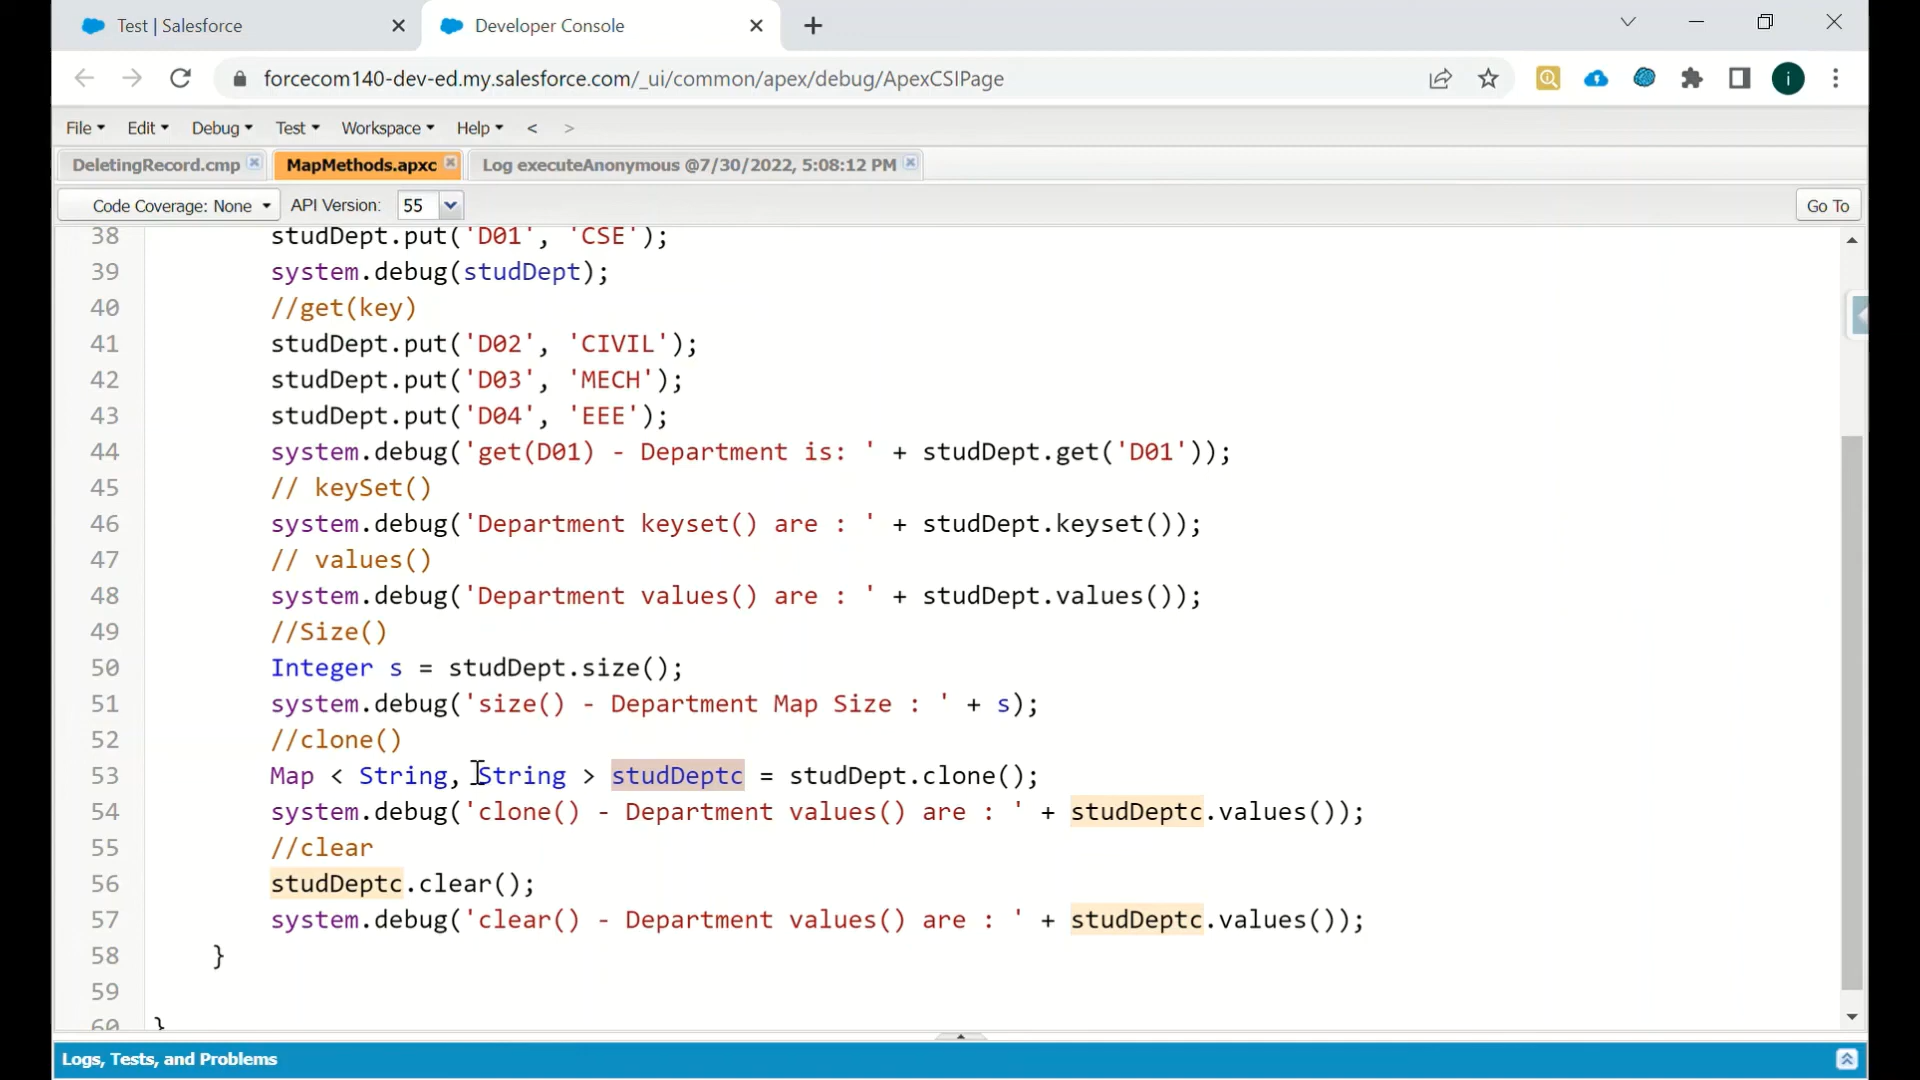 Test | Salesforce
Developer Console
forcecom140-dev-ed.my.salesforce.com/_ui/common/apex/debug/ApexCSIPage
i
File Edit Debug Test Workspace Help < >
DeletingRecord.cmp MapMethods.apxc Log executeAnonymous @7/30/2022, 5:08:12 PM
Code Coverage: None API Version: 55 Go To
38 studDept.put('D01', 'CSE');
39 system.debug(studDept);
40 //get(key)
41 studDept.put('D02', 'CIVIL');
42 studDept.put('D03', 'MECH');
43 studDept.put('D04', 'EEE');
44 system.debug('get(D01) - Department is: ' + studDept.get('D01'));
45 // keySet()
46 system.debug('Department keyset() are : ' + studDept.keyset());
47 // values()
48 system.debug('Department values() are : ' + studDept.values());
49 //Size()
50 Integer s = studDept.size();
51 system.debug('size() - Department Map Size : ' + s);
52 //clone()
53 Map < String, String > studDeptc = studDept.clone();
54 system.debug('clone() - Department values() are : ' + studDeptc.values());
55 //clear
56 studDeptc.clear();
57 system.debug('clear() - Department values() are : ' + studDeptc.values());
58 }
59
60 }
Logs, Tests, and Problems